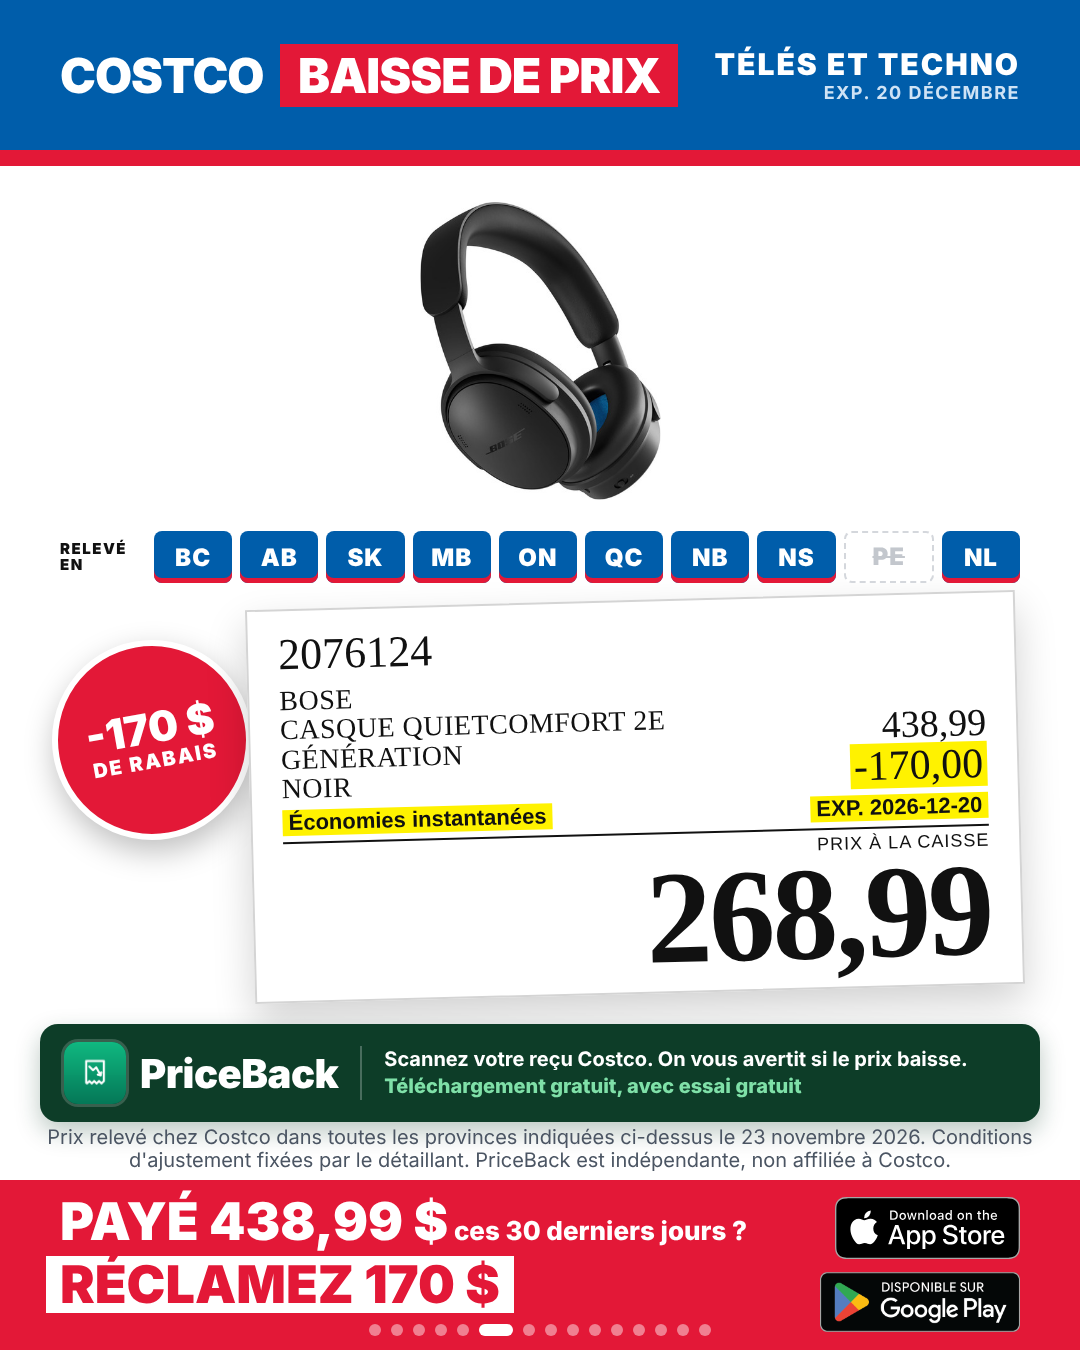 COSTCO BAISSE DE PRIX
TÉLÉS ET TECHNO
EXP. 20 DÉCEMBRE
BOSE
RELEVÉ EN
BC AB SK MB ON QC NB NS PE NL
2076124
BOSE
CASQUE QUIETCOMFORT 2E
GÉNÉRATION
NOIR
438,99
-170,00
Économies instantanées
EXP. 2026-12-20
-170 $
DE RABAIS
PRIX À LA CAISSE
268,99
PriceBack
Scannez votre reçu Costco. On vous avertit si le prix baisse.
Téléchargement gratuit, avec essai gratuit
Prix relevé chez Costco dans toutes les provinces indiquées ci-dessus le 23 novembre 2026. Conditions
d'ajustement fixées par le détaillant. PriceBack est indépendante, non affiliée à Costco.
PAYÉ 438,99 $ ces 30 derniers jours ?
RÉCLAMEZ 170 $
Download on the
App Store
DISPONIBLE SUR
Google Play